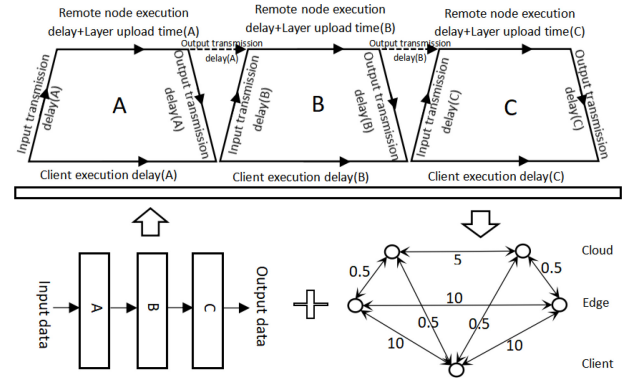 Remote node execution
delay+Layer upload time(A)
Remote node execution
delay+Layer upload time(B)
Remote node execution
delay+Layer upload time(C)
Output transmission
delay(A)
Output transmission
delay(B)
Input transmission
delay(A)
A
Output transmission
delay(A)
Input transmission
delay(B)
B
Output transmission
delay(B)
Input transmission
delay(C)
C
Output transmission
delay(C)
Client execution delay(A)
Client execution delay(B)
Client execution delay(C)
Input data
A
B
C
Output data
5
0.5
0.5
10
0.5
0.5
10
10
Cloud
Edge
Client